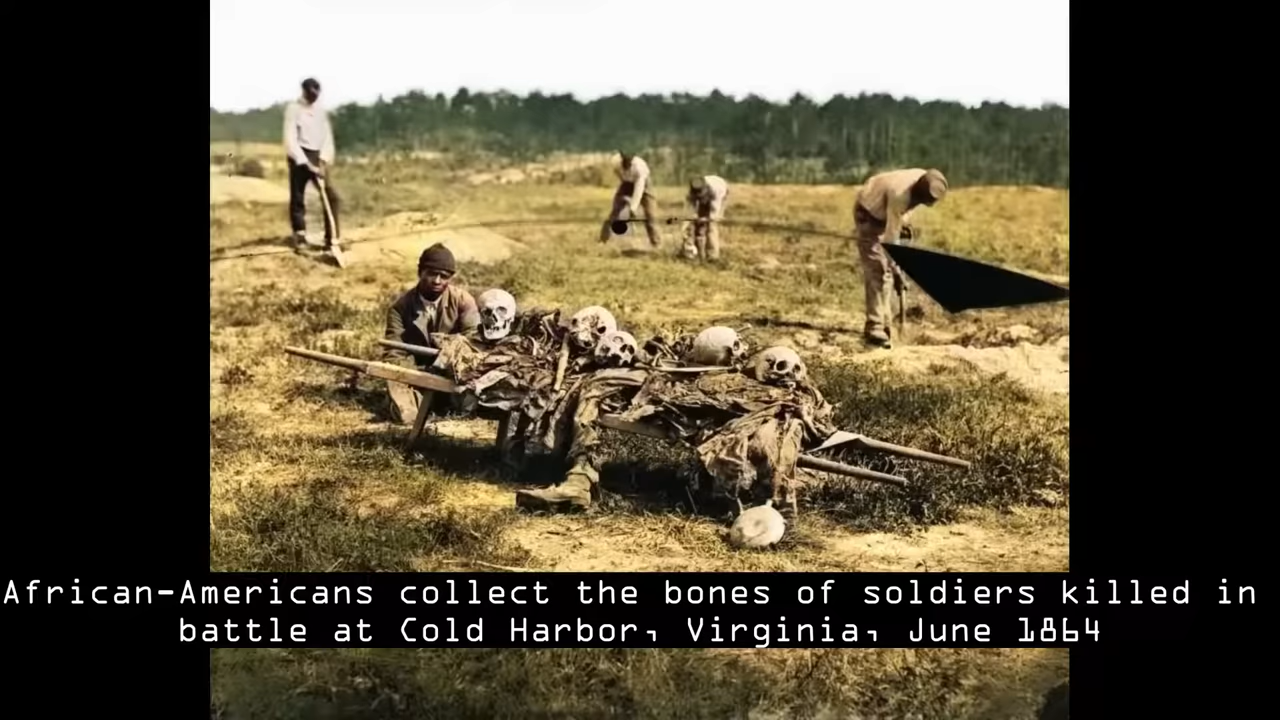 African-Americans collect the bones of soldiers killed in
battle at Cold Harbor, Virginia, June 1864